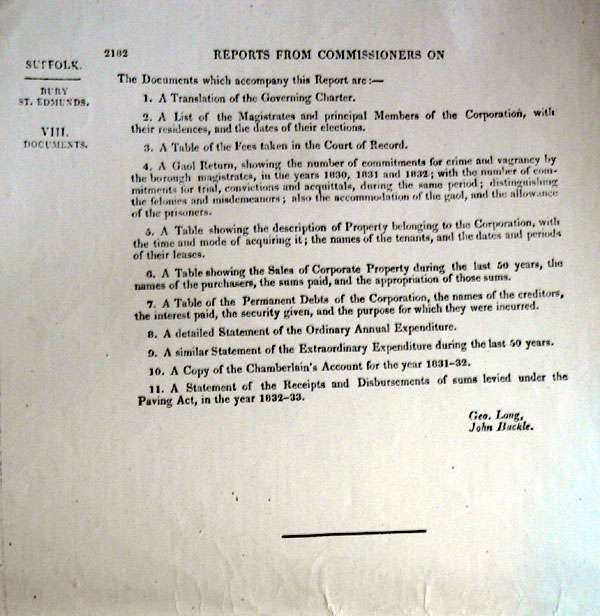 2182 REPORTS FROM COMMISSIONERS ON
SUFFOLK.
BURY
ST. EDMUNDS.
VIII.
DOCUMENTS.
The Documents which accompany this Report are:—
1. A Translation of the Governing Charter.
2. A List of the Magistrates and principal Members of the Corporation, with
their residences, and the dates of their elections.
3. A Table of the Fees taken in the Court of Record.
4. A Gaol Return, showing the number of commitments for crime and vagrancy by
the borough magistrates, in the years 1830, 1831 and 1832; with the number of com-
mitments for trial, convictions and acquittals, during the same period; distinguishing
the felonies and misdemeanors; also the accommodation of the gaol, and the allowance
of the prisoners.
5. A Table showing the description of Property belonging to the Corporation, with
the time and mode of acquiring it; the names of the tenants, and the dates and periods
of their leases.
6. A Table showing the Sales of Corporate Property during the last 50 years, the
names of the purchasers, the sums paid, and the appropriation of those sums.
7. A Table of the Permanent Debts of the Corporation, the names of the creditors,
the interest paid, the security given, and the purpose for which they were incurred.
8. A detailed Statement of the Ordinary Annual Expenditure.
9. A similar Statement of the Extraordinary Expenditure during the last 50 years.
10. A Copy of the Chamberlain's Account for the year 1831-32.
11. A Statement of the Receipts and Disbursements of sums levied under the
Paving Act, in the year 1832-33.
Geo. Long,
John Buckle.